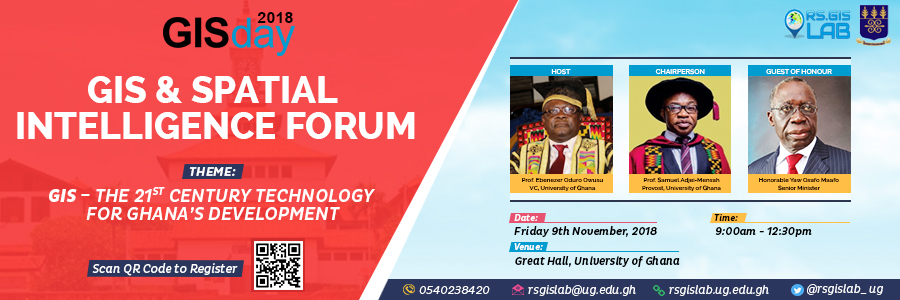 GISday 2018
GIS & SPATIAL
INTELLIGENCE FORUM
THEME:
GIS – THE 21ST CENTURY TECHNOLOGY
FOR GHANA'S DEVELOPMENT
Scan QR Code to Register
RS.GIS
LAB
HOST
Prof. Ebenezer Oduro Owusu
VC, University of Ghana
CHAIRPERSON
Prof. Samuel Adjei-Mensah
Provost, University of Ghana
GUEST OF HONOUR
Honorable Yaw Osafo Maafo
Senior Minister
Date:
Friday 9th November, 2018
Time:
9:00am - 12:30pm
Venue:
Great Hall, University of Ghana
0540238420
rsgislab@ug.edu.gh
rsgislab.ug.edu.gh
@rsgislab_ug